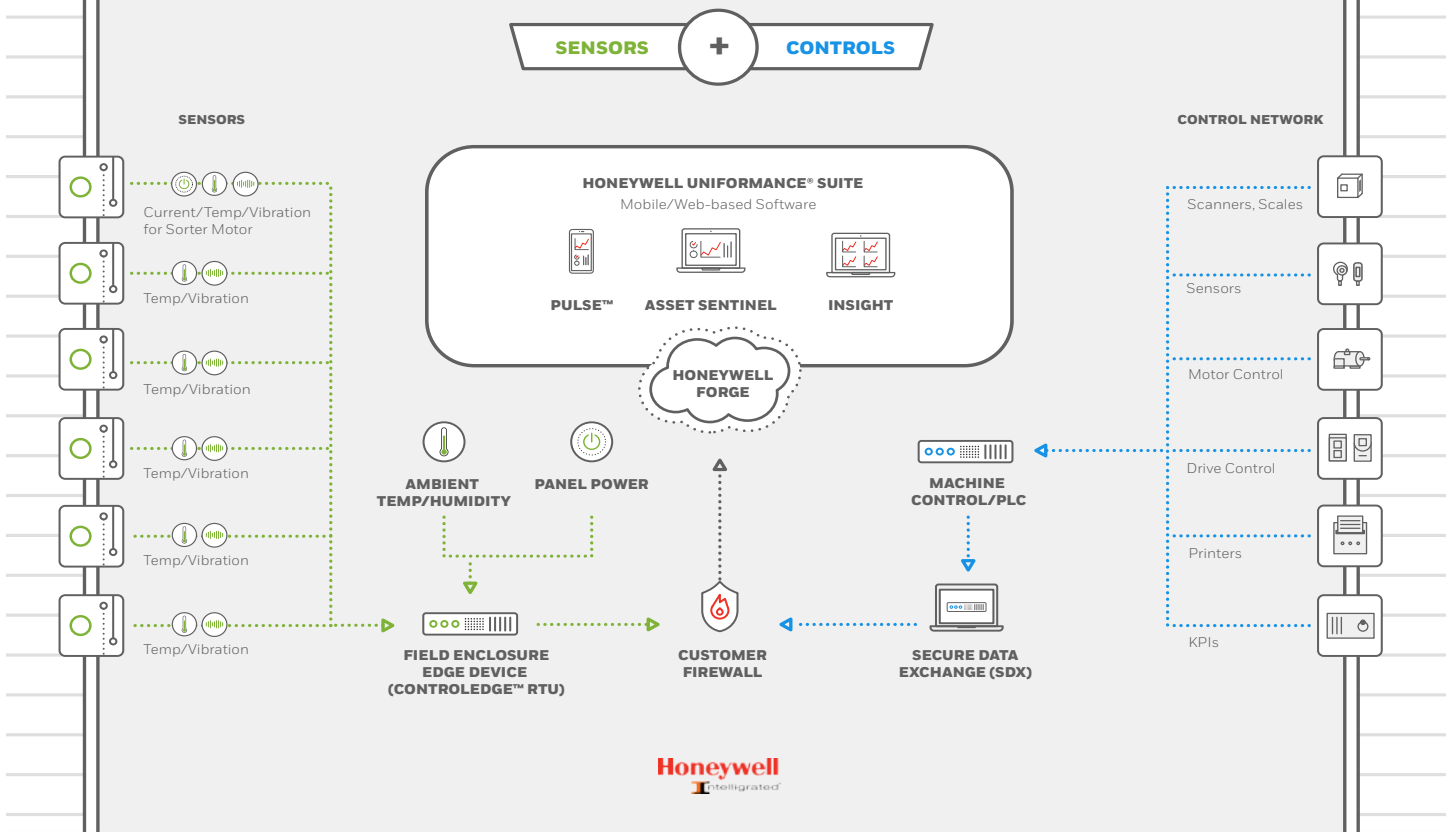 SENSORS + CONTROLS
SENSORS
CONTROL NETWORK
Current/Temp/Vibration
for Sorter Motor
Temp/Vibration
Temp/Vibration
Temp/Vibration
Temp/Vibration
Temp/Vibration
HONEYWELL UNIFORMANCE® SUITE
Mobile/Web-based Software
PULSE™
ASSET SENTINEL
INSIGHT
HONEYWELL
FORGE
AMBIENT
TEMP/HUMIDITY
PANEL POWER
MACHINE
CONTROL/PLC
FIELD ENCLOSURE
EDGE DEVICE
(CONTROLEDGE™ RTU)
CUSTOMER
FIREWALL
SECURE DATA
EXCHANGE (SDX)
Scanners, Scales
Sensors
Motor Control
Drive Control
Printers
KPIs
Honeywell
Intelligrated